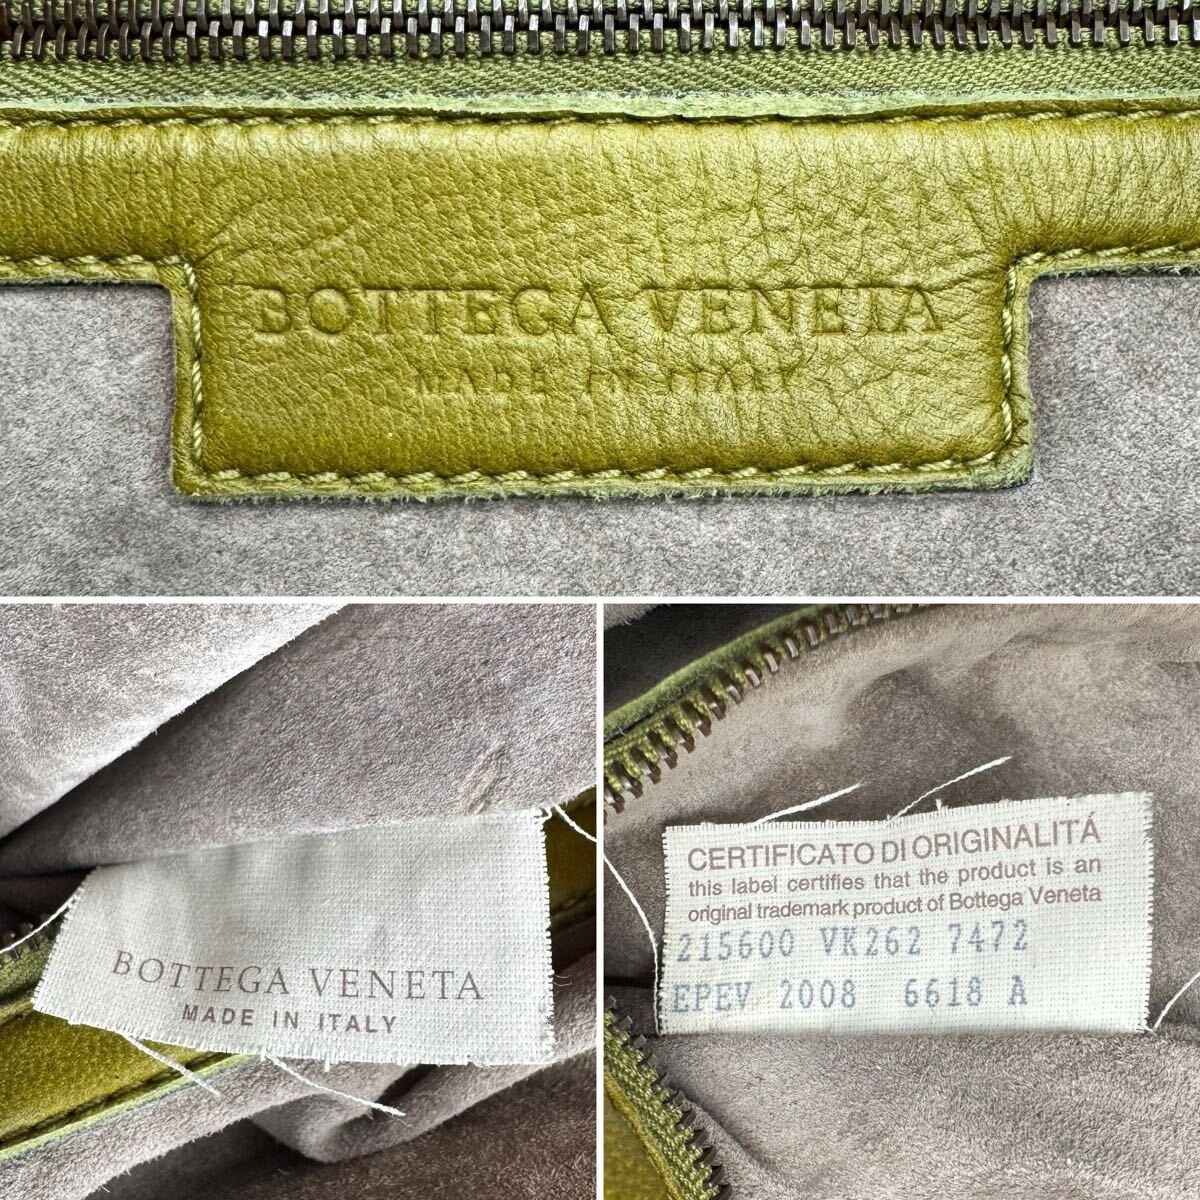 BOTTEGA VENETA
MADE IN ITALY
BOTTEGA VENETA
MADE IN ITALY
CERTIFICATO DI ORIGINALITÁ
this label certifies that the product is an
original trademark product of Bottega Veneta
215600 VK262 7472
EPEV 2008 6618 A